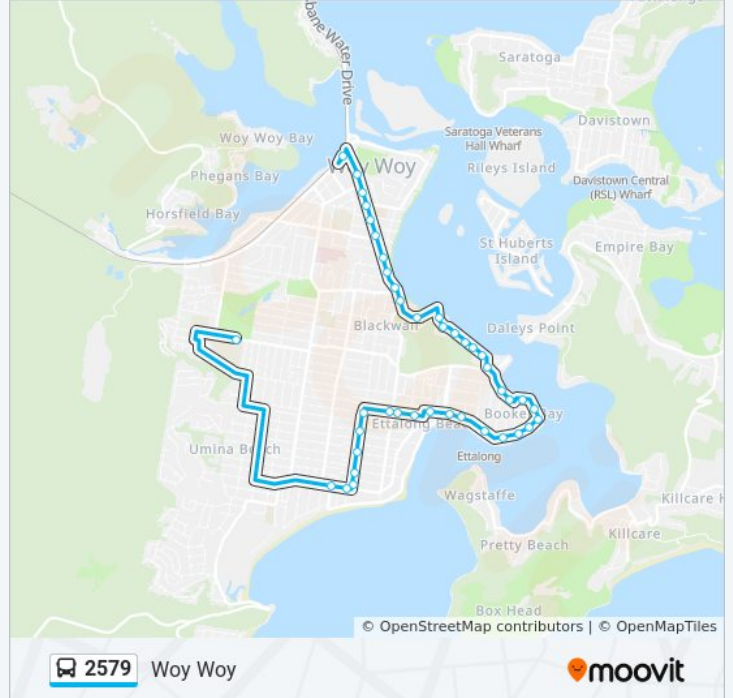 bane Water Drive
Saratoga
Davistown
Woy Woy Bay
Saratoga Veterans
Hall Wharf
Woy Woy
Rileys Island
Phegans Bay
Davistown Central
(RSL) Wharf
Horsfield Bay
St Huberts
Island
Empire Bay
Blackwall
Daleys Point
Booker Bay
Ettalong Beach
Umina Beach
Ettalong
Wagstaffe
Killcare H
Killcare
Pretty Beach
Box Head
© OpenStreetMap contributors | © OpenMapTiles
2579 Woy Woy
moovit